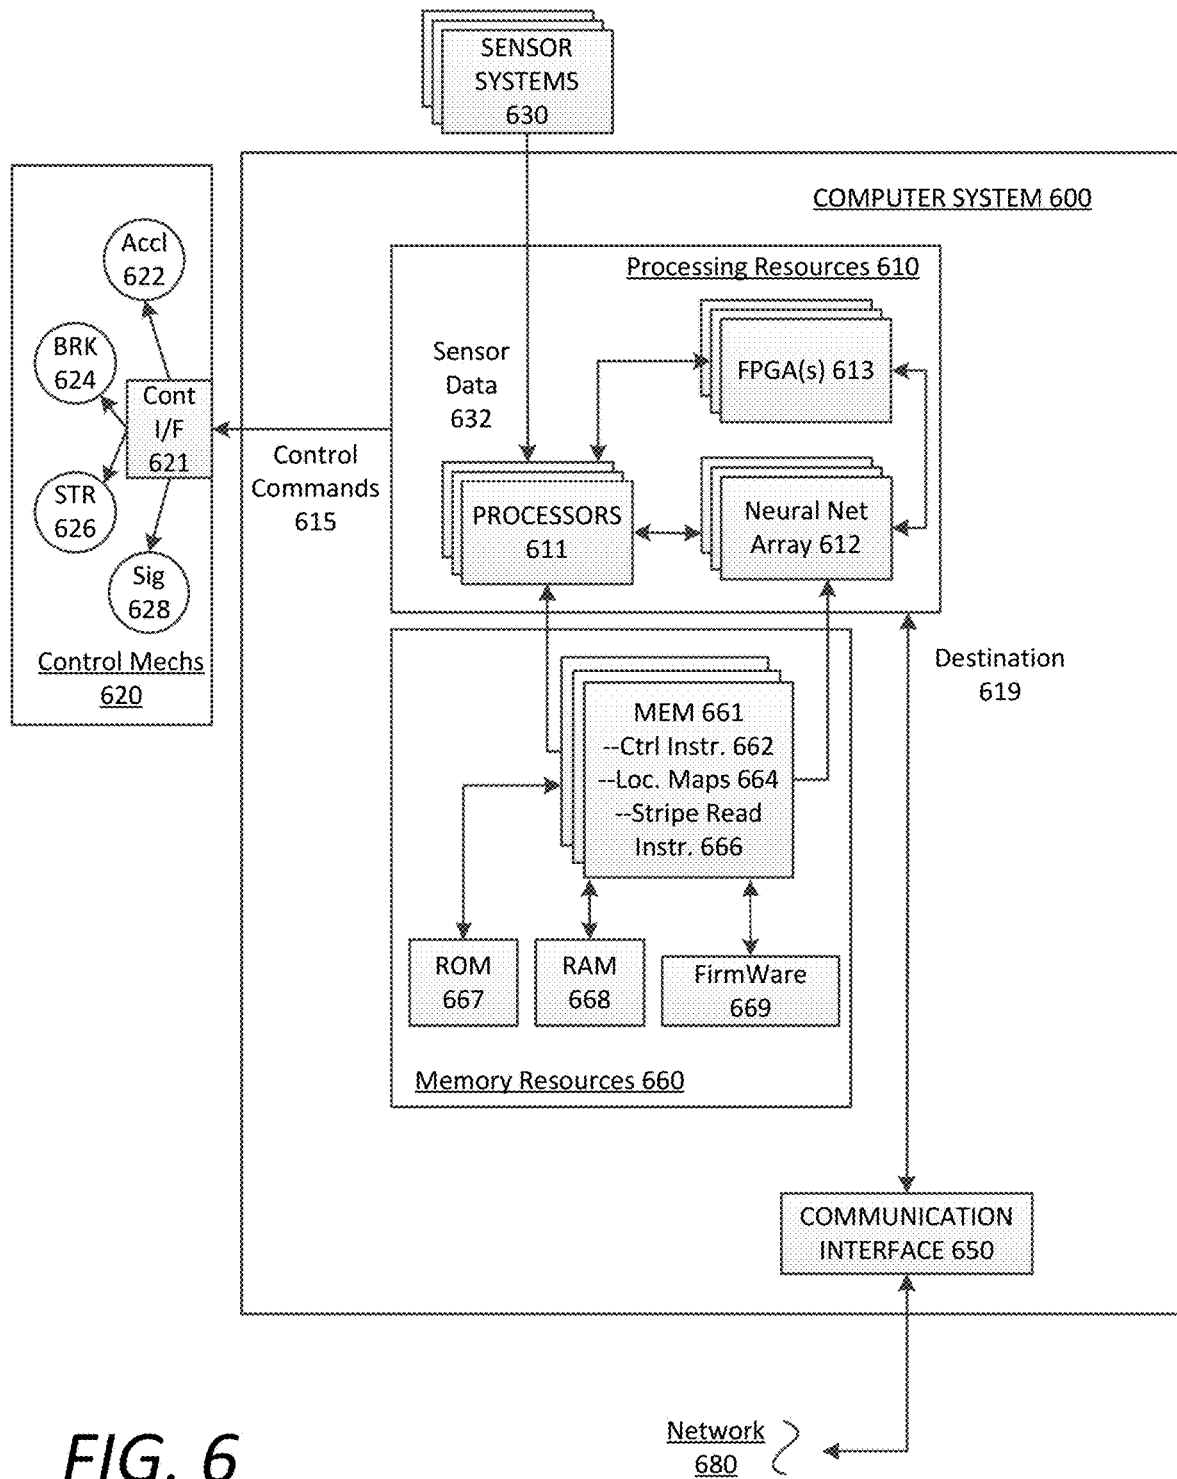 SENSOR
SYSTEMS
630
COMPUTER SYSTEM 600
Processing Resources 610
Accl
622
BRK
624
Cont
I/F
621
STR
626
Sig
628
Control Mechs
620
Control
Commands
615
Sensor
Data
632
FPGA(s) 613
PROCESSORS
611
Neural Net
Array 612
Destination
619
MEM 661
--Ctrl Instr. 662
--Loc. Maps 664
--Stripe Read
Instr. 666
ROM
667
RAM
668
FirmWare
669
Memory Resources 660
COMMUNICATION
INTERFACE 650
Network
680
FIG. 6